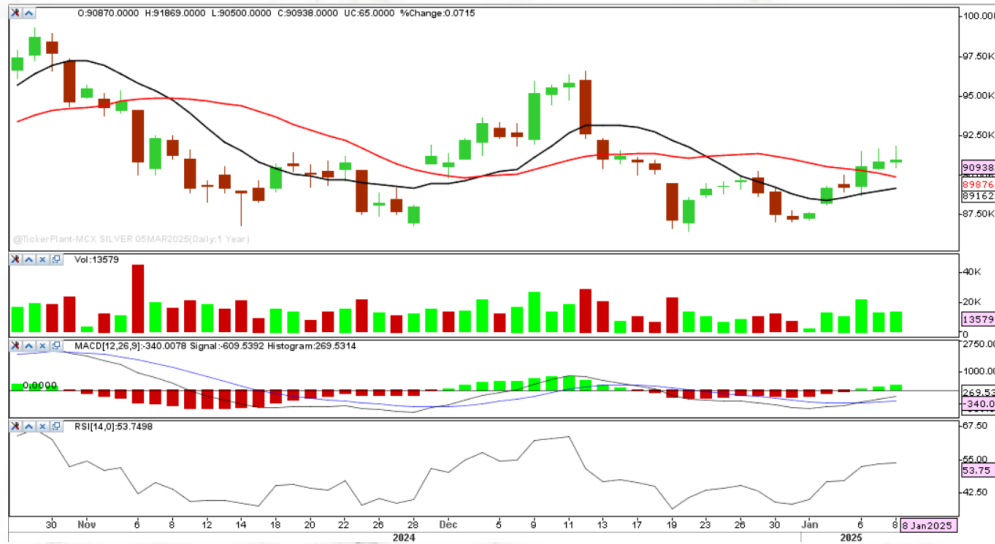 O:90870.0000 H:91869.0000 L:90500.0000 C:90938.0000 UC:65.0000 %Change:0.0715
100.00
97.50K
95.00K
92.50K
90938
89876
89162
87.50K
@TickerPlant-MCX SILVER 05MAR2025(Daily:1 Year)
Vol:13579
40K
20K
13579
0
MACD[12,26,9]:-340.0078 Signal:-609.5392 Histogram:269.5314
2750.00
1000.00
0.0000
269.53
-340.0
RSI[14,0]:53.7498
67.50
55.00
53.75
42.50
30 Nov 6 8 12 14 18 20 22 26 28 Dec 5 9 11 13 17 19 23 26 30 Jan 6 8 8 Jan2025
2024 2025